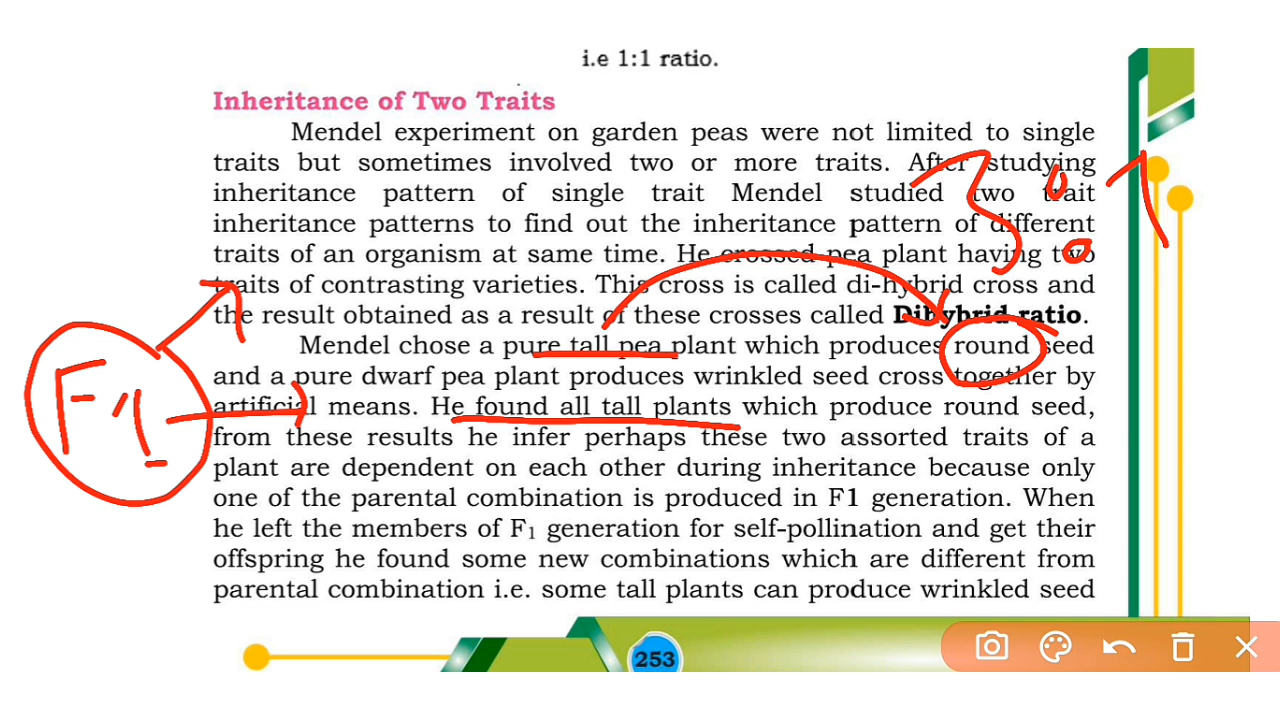 i.e 1:1 ratio.
Inheritance of Two Traits
Mendel experiment on garden peas were not limited to single
traits but sometimes involved two or more traits. After studying
inheritance pattern of single trait Mendel studied two trait
inheritance patterns to find out the inheritance pattern of different
traits of an organism at same time. He crossed pea plant having two
traits of contrasting varieties. This cross is called di-hybrid cross and
the result obtained as a result of these crosses called Dihybrid ratio.
Mendel chose a pure tall pea plant which produces round seed
and a pure dwarf pea plant produces wrinkled seed cross together by
artificial means. He found all tall plants which produce round seed,
from these results he infer perhaps these two assorted traits of a
plant are dependent on each other during inheritance because only
one of the parental combination is produced in F1 generation. When
he left the members of F₁ generation for self-pollination and get their
offspring he found some new combinations which are different from
parental combination i.e. some tall plants can produce wrinkled seed
253
F1
3:1